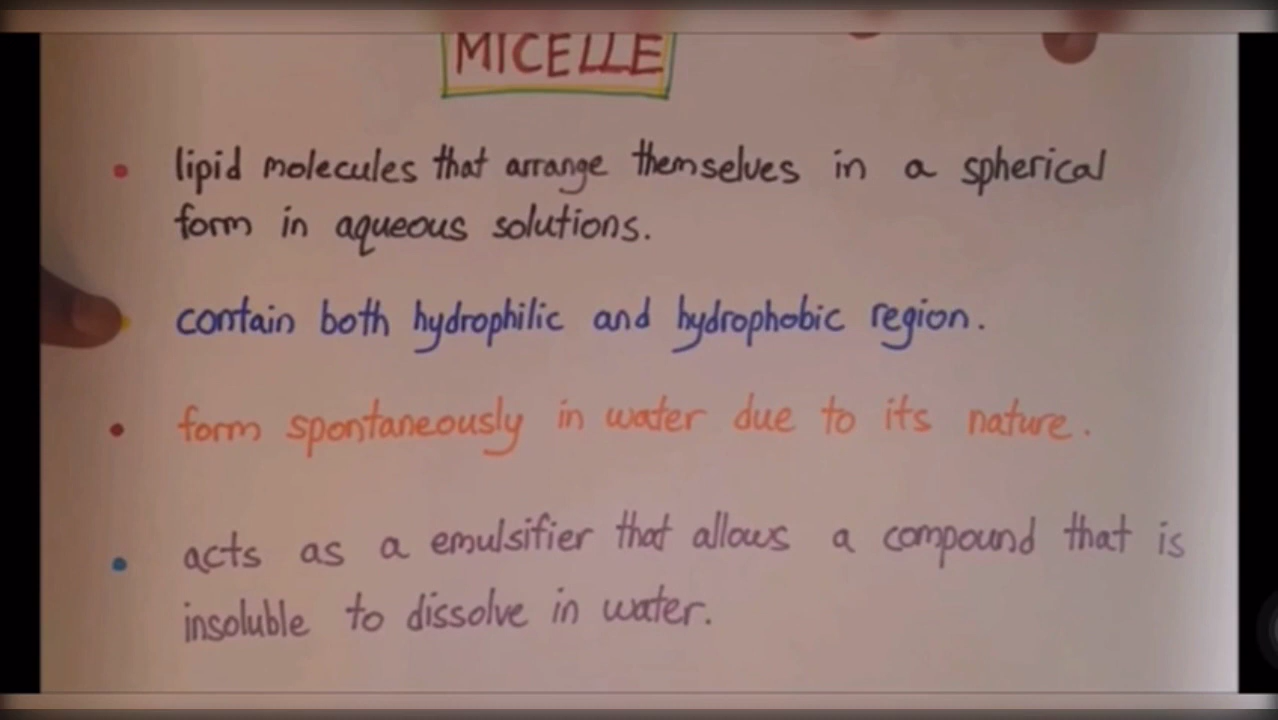 MICELLE
lipid molecules that arrange themselves in a spherical
form in aqueous solutions.
contain both hydrophilic and hydrophobic region.
form spontaneously in water due to its nature.
acts as a emulsifier that allows a compound that is
insoluble to dissolve in water.